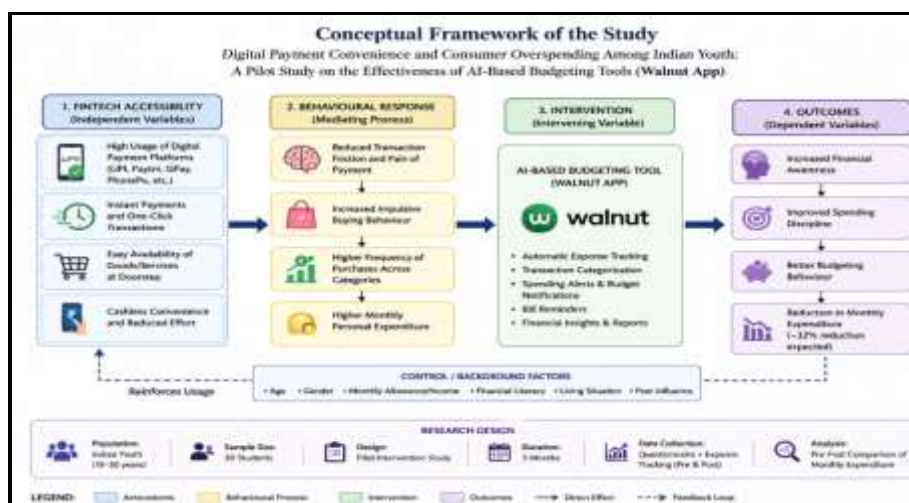 Conceptual Framework of the Study
Digital Payment Convenience and Consumer Overspending Among Indian Youth:
A Pilot Study on the Effectiveness of AI-Based Budgeting Tools (Walnut App)
1. FINTECH ACCESSIBILITY
(Independent Variables)
High Usage of Digital
Payment Platforms
(UPI, Paytm, GPay,
PhonePe, etc.)
Instant Payments
and One-Click
Transactions
Easy Availability of
Goods/Services
at Doorstep
Cashless Convenience
and Reduced Effort
2. BEHAVIOURAL RESPONSE
(Mediating Process)
Reduced Transaction
Friction and Pain of
Payment
Increased Impulsive
Buying Behaviour
Higher Frequency of
Purchases Across
Categories
Higher Monthly
Personal Expenditure
3. INTERVENTION
(Intervening Variable)
AI-BASED BUDGETING TOOL
(WALNUT APP)
w walnut
• Automatic Expense Tracking
• Transaction Categorisation
• Spending Alerts & Budget
Notifications
• Bill Reminders
• Financial Insights & Reports
4. OUTCOMES
(Dependent Variables)
Increased Financial
Awareness
Improved Spending
Discipline
Better Budgeting
Behaviour
Reduction in Monthly
Expenditure
reduction
expected)
Reinforces Usage
CONTROL / BACKGROUND FACTORS
• Age • Gender • Monthly Allowance/Income • Financial Literacy • Living Situation • Peer Influence
RESEARCH DESIGN
Population:
Indian Youth
Sample Size:
Students
Design:
Pilot Intervention Study
Duration:
3 Months
Data Collection:
Questionnaire + Expense
Tracking (Pre & Post)
Analysis:
Pre-Post Comparison of
Monthly Expenditure
LEGEND: Antecedents Behavioural Process Intervention Outcomes Direct Effect Feedback Loop